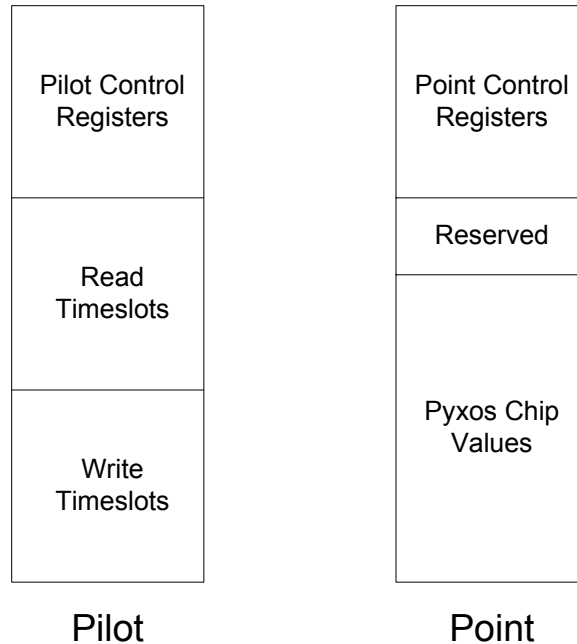 Pilot Control
Registers
Read
Timeslots
Write
Timeslots
Pilot
Point Control
Registers
Reserved
Pyxos Chip
Values
Point